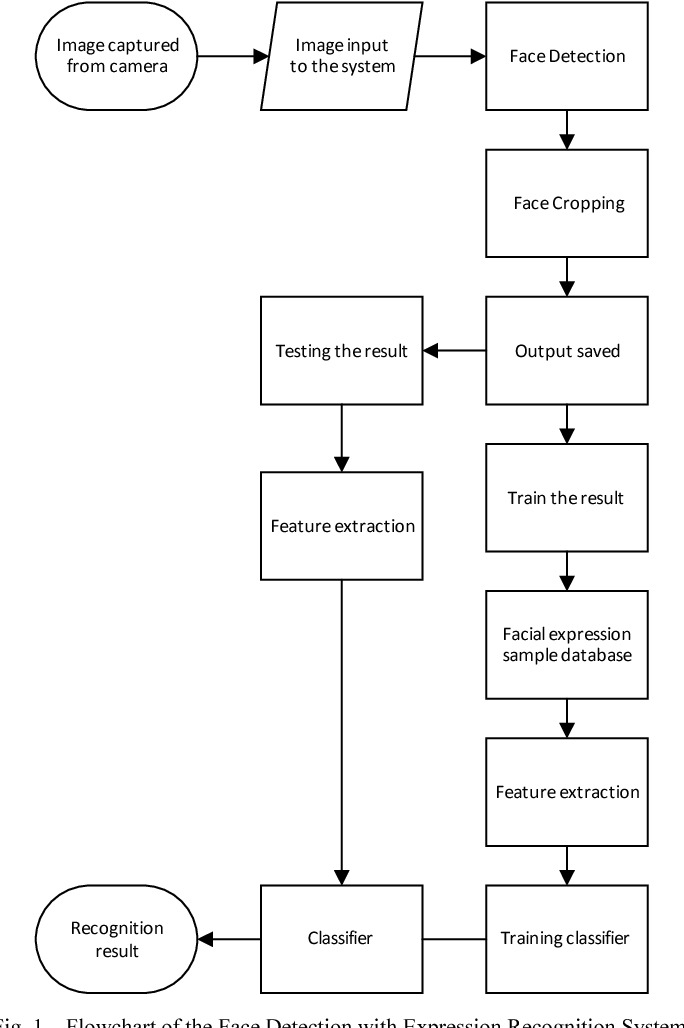 Image captured
from camera
Image input
to the system
Face Detection
Face Cropping
Testing the result
Output saved
Train the result
Feature extraction
Facial expression
sample database
Feature extraction
Recognition
result
Classifier
Training classifier
Fig. 1. Flowchart of the Face Detection with Expression Recognition System